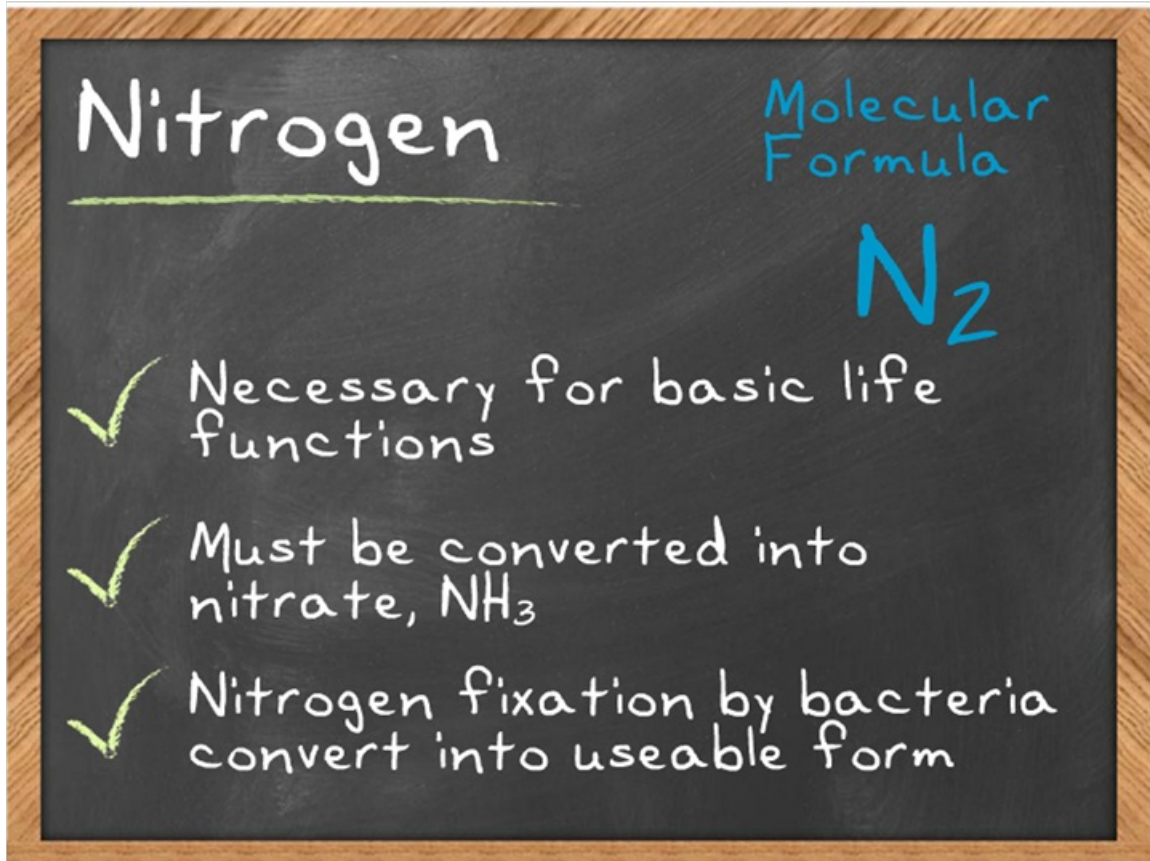 Nitrogen
Molecular
Formula
N₂
Necessary for basic life
functions
Must be converted into
nitrate, NH₃
Nitrogen fixation by bacteria
convert into useable form